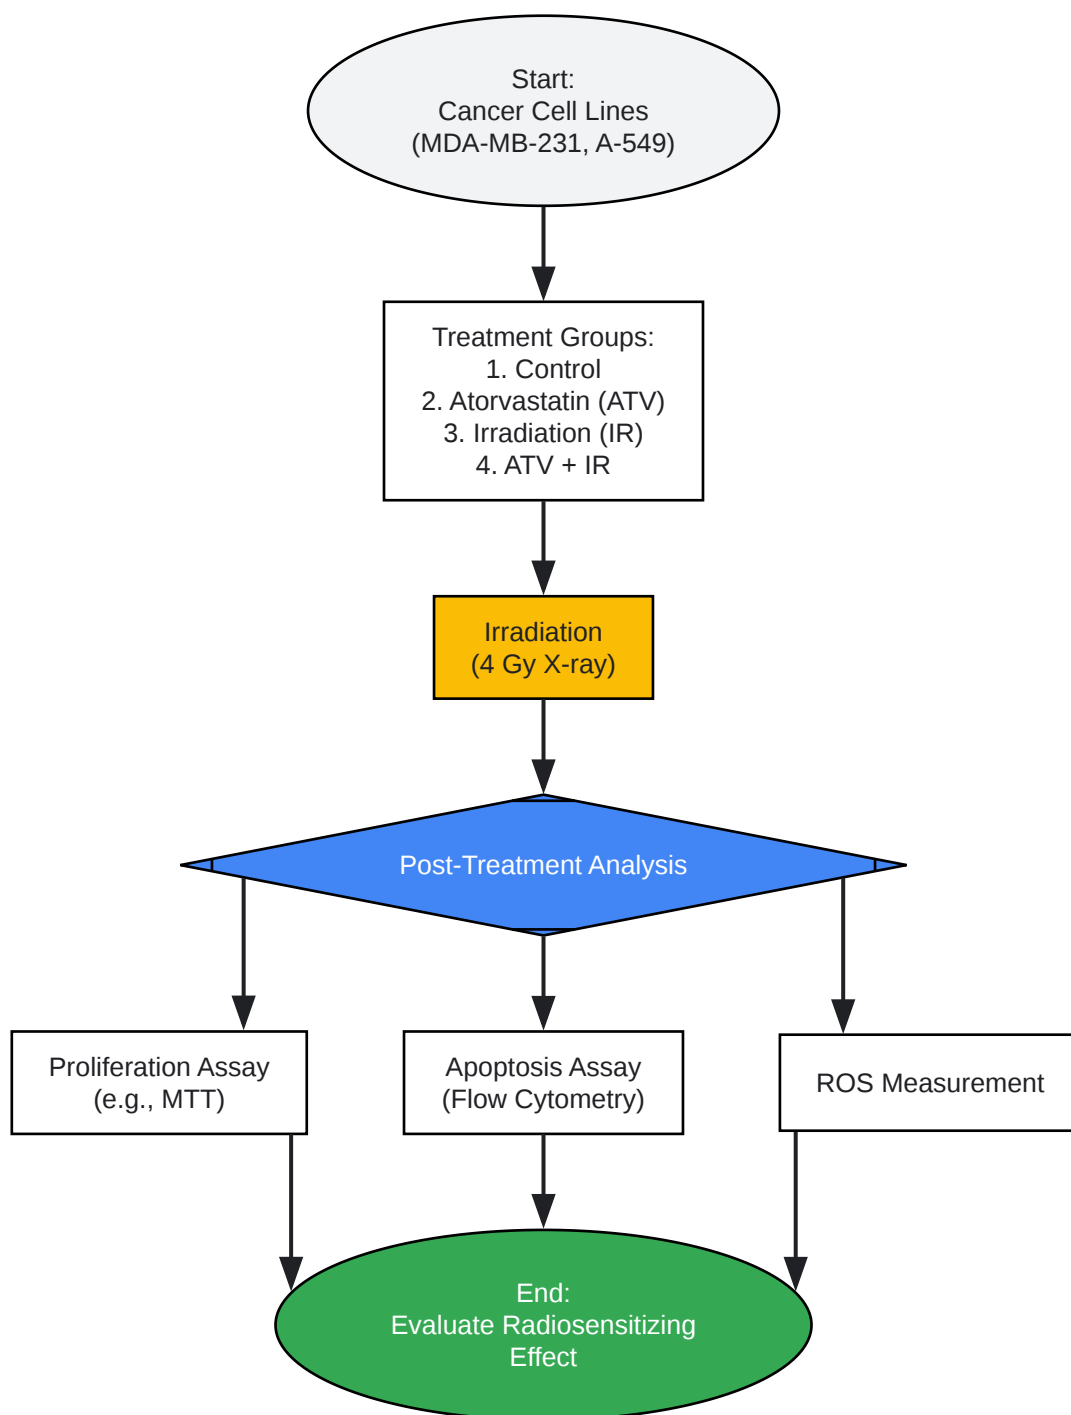 Start:
Cancer Cell Lines
(MDA-MB-231, A-549)
Treatment Groups:
1. Control
2. Atorvastatin (ATV)
3. Irradiation (IR)
4. ATV + IR
Irradiation
(4 Gy X-ray)
Post-Treatment Analysis
Proliferation Assay
(e.g., MTT)
Apoptosis Assay
(Flow Cytometry)
ROS Measurement
End:
Evaluate Radiosensitizing
Effect